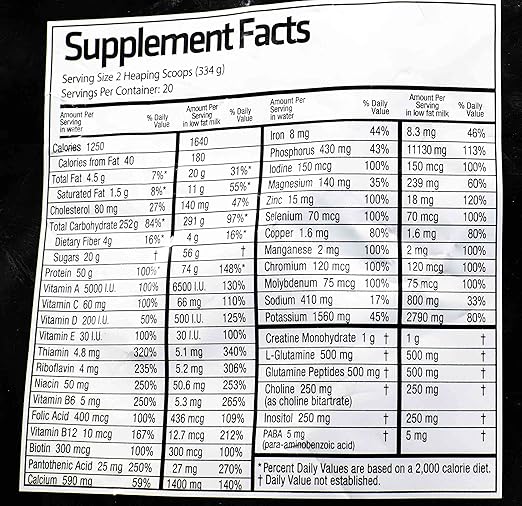 Supplement Facts
Serving Size 2 Heaping Scoops (334 g)
Servings Per Container: 20
Amount Per Serving in water % Daily Value Amount Per Serving in low fat milk % Daily Value
Calories 1250 1640
Calories from Fat 40 180
Total Fat 4.5 g 7%* 20 g 31%*
Saturated Fat 1.5 g 8%* 11 g 55%*
Cholesterol 80 mg 27% 140 mg 47%
Total Carbohydrate 252g 84%* 291 g 97%*
Dietary Fiber 4g 16%* 4 g 16%*
Sugars 20 g † 56 g †
Protein 50 g 100%* 74 g 148%*
Vitamin A 5000 I.U. 100% 6500 I.U. 130%
Vitamin C 60 mg 100% 66 mg 110%
Vitamin D 200 I.U. 50% 500 I.U. 125%
Vitamin E 30 I.U. 100% 30 I.U. 100%
Thiamin 4.8 mg 320% 5.1 mg 340%
Riboflavin 4 mg 235% 5.2 mg 306%
Niacin 50 mg 250% 50.6 mg 253%
Vitamin B6 5 mg 250% 5.3 mg 265%
Folic Acid 400 mcg 100% 436 mcg 109%
Vitamin B12 10 mcg 167% 12.7 mcg 212%
Biotin 300 mcg 100% 300 mcg 100%
Pantothenic Acid 25 mg 250% 27 mg 270%
Calcium 590 mg 59% 1400 mg 140%
Amount Per Serving in water % Daily Value Amount Per Serving in low fat milk % Daily Value
Iron 8 mg 44% 8.3 mg 46%
Phosphorus 430 mg 43% 11130 mg 113%
Iodine 150 mcg 100% 150 mcg 100%
Magnesium 140 mg 35% 239 mg 60%
Zinc 15 mg 100% 18 mg 120%
Selenium 70 mcg 100% 70 mcg 100%
Copper 1.6 mg 80% 1.6 mg 80%
Manganese 2 mg 100% 2 mg 100%
Chromium 120 mcg 100% 120 mcg 100%
Molybdenum 75 mcg 100% 75 mcg 100%
Sodium 410 mg 17% 800 mg 33%
Potassium 1560 mg 45% 2790 mg 80%
Creatine Monohydrate 1 g † 1 g †
L-Glutamine 500 mg † 500 mg †
Glutamine Peptides 500 mg † 500 mg †
Choline 250 mg † 250 mg †
(as choline bitartrate)
Inositol 250 mg † 250 mg †
PABA 5 mg † 5 mg †
(para-aminobenzoic acid)
*Percent Daily Values are based on a 2,000 calorie diet.
† Daily Value not established.